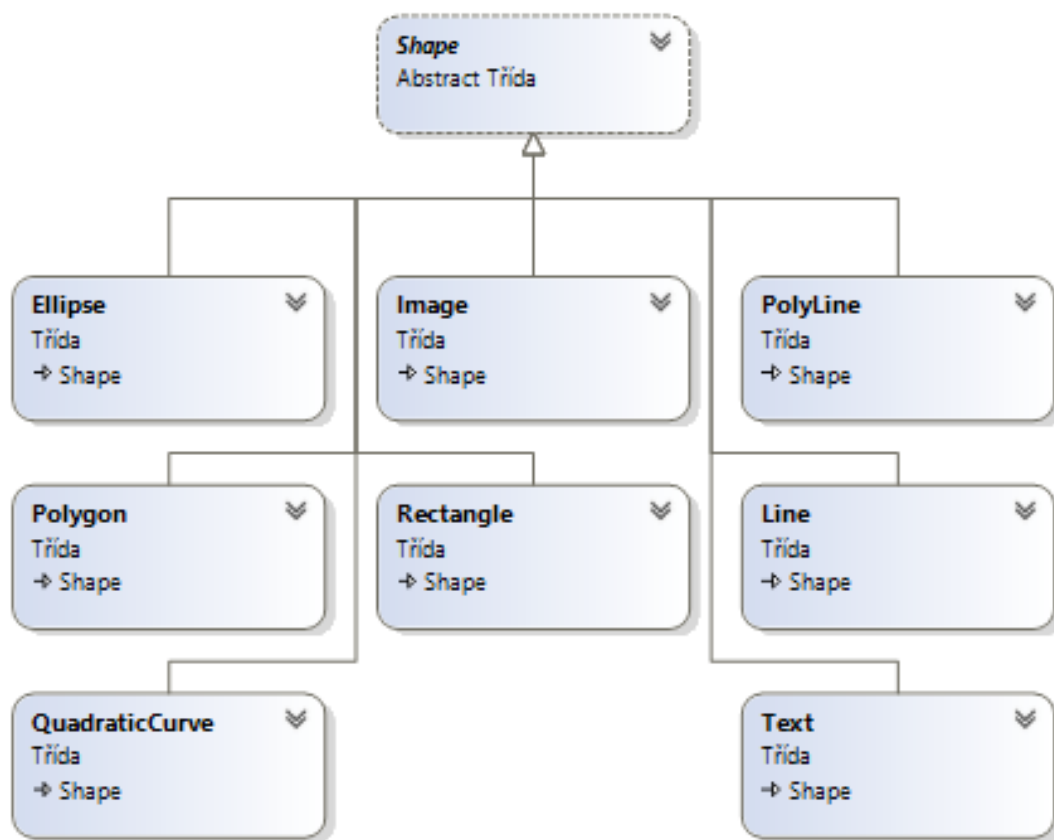 Shape
Abstract Třída
Ellipse
Třída
Shape
Image
Třída
Shape
PolyLine
Třída
Shape
Polygon
Třída
Shape
Rectangle
Třída
Shape
Line
Třída
Shape
QuadraticCurve
Třída
Shape
Text
Třída
Shape